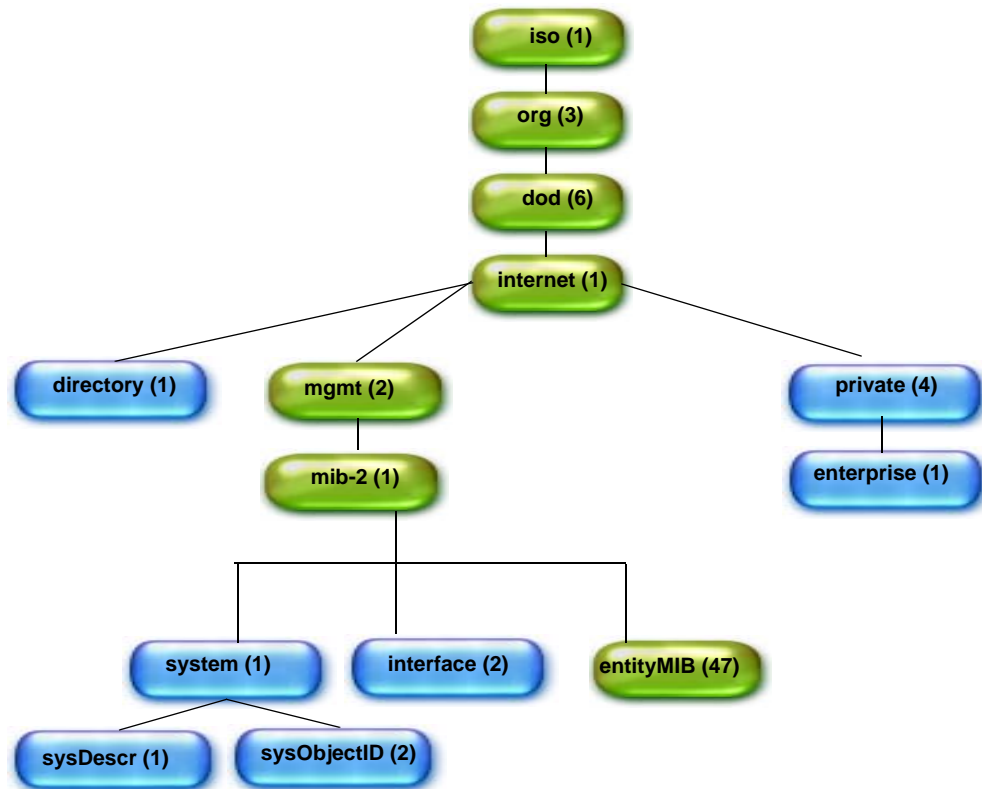 iso (1)
org (3)
dod (6)
internet (1)
directory (1)
mgmt (2)
private (4)
mib-2 (1)
enterprise (1)
system (1)
interface (2)
entityMIB (47)
sysDescr (1)
sysObjectID (2)